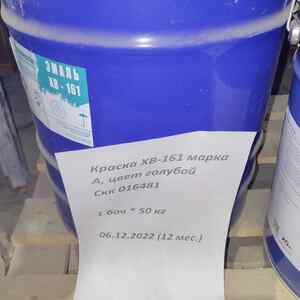 ЭМАЛЬ
ХВ - 161
Краска ХВ-161 марка
А, цвет голубой
Скк 016481
1 боч * 50 кг
06.12.2022 (12 мес.)